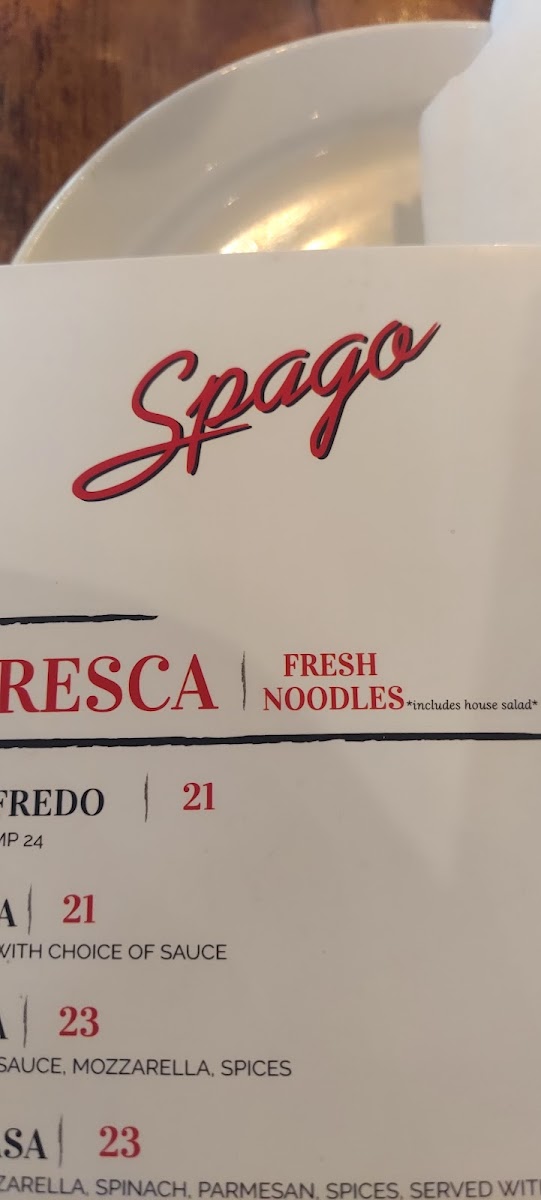 Spago
RESCA | FRESH NOODLES *includes house salad*
FREDO | 21
MP 24
A | 21
WITH CHOICE OF SAUCE
A | 23
SAUCE, MOZZARELLA, SPICES
SA | 23
ZARELLA, SPINACH, PARMESAN, SPICES, SERVED WIT